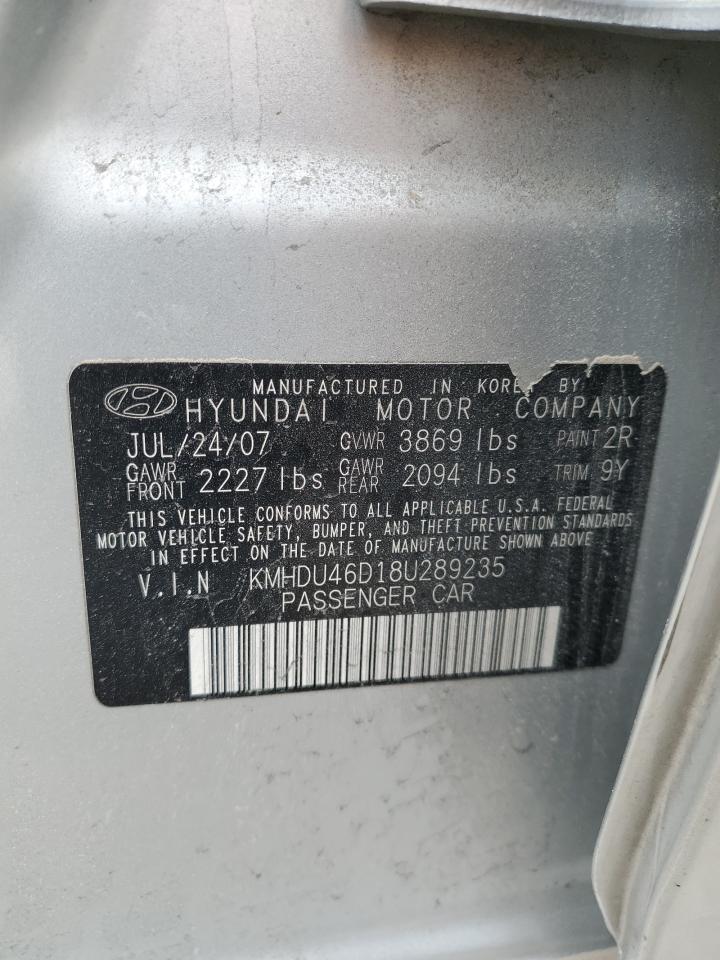 MANUFACTURED IN KOREA BY
HYUNDAI MOTOR COMPANY
JUL/24/07 GVWR 3869 lbs PAINT 2R
GAWR FRONT 2227 lbs GAWR REAR 2094 lbs TRIM 9Y
THIS VEHICLE CONFORMS TO ALL APPLICABLE U.S.A. FEDERAL
MOTOR VEHICLE SAFETY, BUMPER, AND THEFT PREVENTION STANDARDS
IN EFFECT ON THE DATE OF MANUFACTURE SHOWN ABOVE
V.I.N KMHDU46D18U289235
PASSENGER CAR